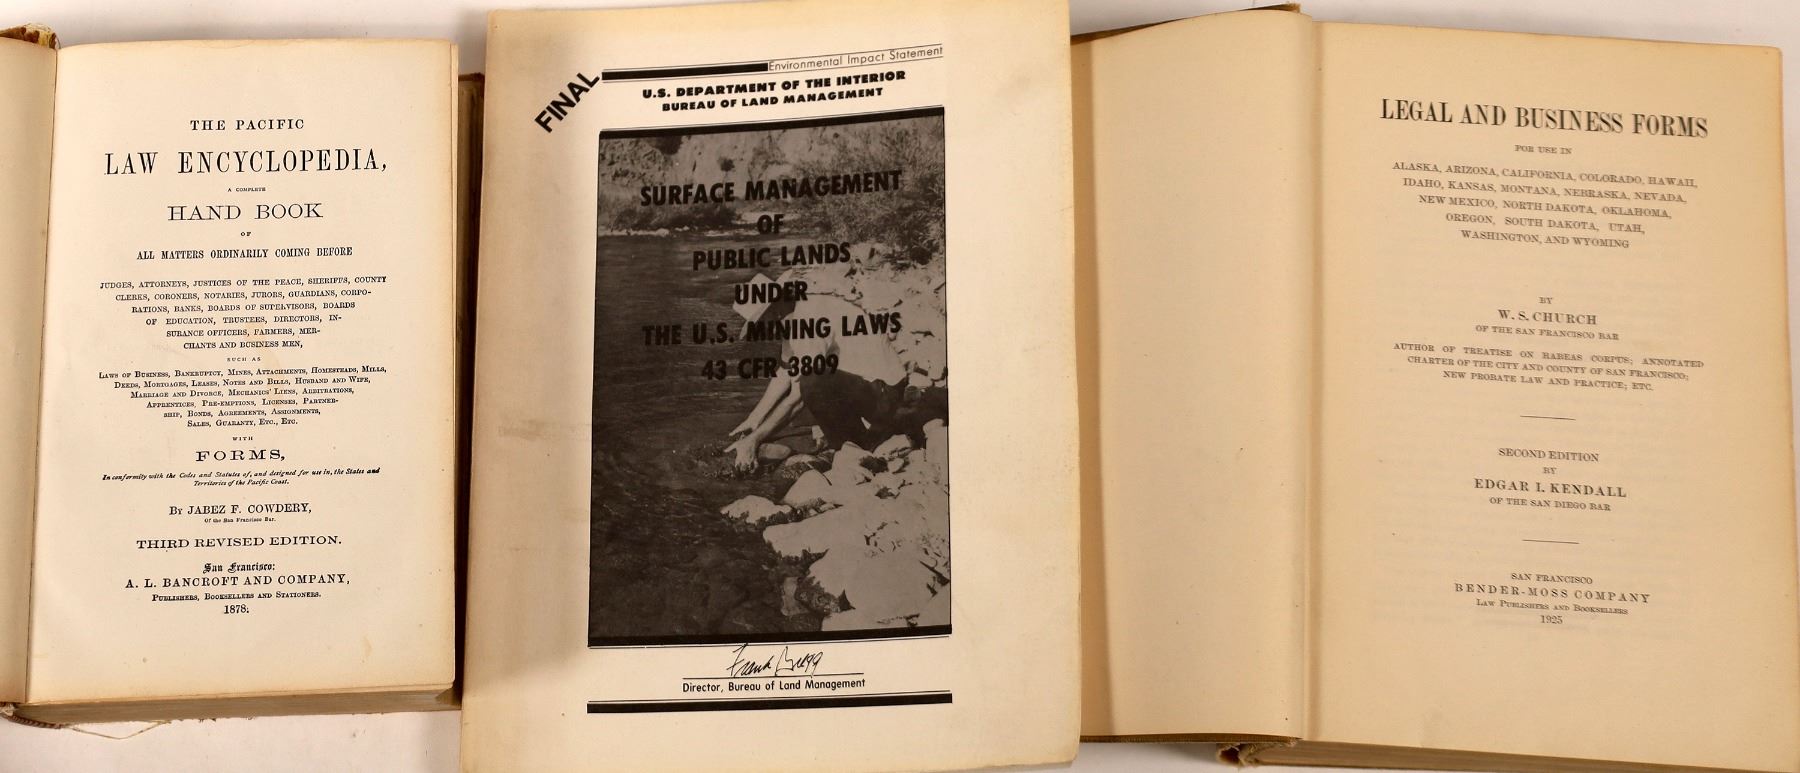 THE PACIFIC
LAW ENCYCLOPEDIA,
A COMPLETE
HAND BOOK
OF
ALL MATTERS ORDINARILY COMING BEFORE
JUDGES, ATTORNEYS, JUSTICES OF THE PEACE, SHERIFFS, COUNTY
CLERKS, CORONERS, NOTARIES, JURORS, GUARDIANS, CORPO-
RATIONS, BANKS, BOARDS OF SUPERVISORS, BOARDS
OF EDUCATION, TRUSTEES, DIRECTORS, IN-
SURANCE OFFICERS, FARMERS, MER-
CHANTS AND BUSINESS MEN,
SUCH AS
LAWS OF BUSINESS, BANKRUPTCY, MINES, ATTACHMENTS, HOMESTEADS, MILLS,
DEEDS, MORTGAGES, LEASES, NOTES AND BILLS, HUSBAND AND WIFE,
MARRIAGE AND DIVORCE, MECHANICS' LIENS, ARBITRATIONS,
APPRENTICES, PRE-EMPTIONS, LICENSES, PARTNER-
SHIP, BONDS, AGREEMENTS, ASSIGNMENTS,
SALES, GUARANTY, ETC., ETC.
WITH
FORMS,
In conformity with the Codes and Statutes of, and designed for use in, the States and
Territories of the Pacific Coast.
BY JABEZ F. COWDERY,
Of the San Francisco Bar.
THIRD REVISED EDITION.
San Francisco:
A. L. BANCROFT AND COMPANY,
PUBLISHERS, BOOKSELLERS AND STATIONERS.
1878.
FINAL
Environmental Impact Statement
U.S. DEPARTMENT OF THE INTERIOR
BUREAU OF LAND MANAGEMENT
SURFACE MANAGEMENT
OF
PUBLIC LANDS
UNDER
THE U.S. MINING LAWS
43 CFR 3809
Frank Gregg
Director, Bureau of Land Management
LEGAL AND BUSINESS FORMS
FOR USE IN
ALASKA, ARIZONA, CALIFORNIA, COLORADO, HAWAII,
IDAHO, KANSAS, MONTANA, NEBRASKA, NEVADA,
NEW MEXICO, NORTH DAKOTA, OKLAHOMA,
OREGON, SOUTH DAKOTA, UTAH,
WASHINGTON, AND WYOMING
BY
W. S. CHURCH
OF THE SAN FRANCISCO BAR
AUTHOR OF TREATISE ON HABEAS CORPUS; ANNOTATED
CHARTER OF THE CITY AND COUNTY OF SAN FRANCISCO;
NEW PROBATE LAW AND PRACTICE; ETC.
SECOND EDITION
BY
EDGAR I. KENDALL
OF THE SAN DIEGO BAR
SAN FRANCISCO
BENDER-MOSS COMPANY
LAW PUBLISHERS AND BOOKSELLERS
1925